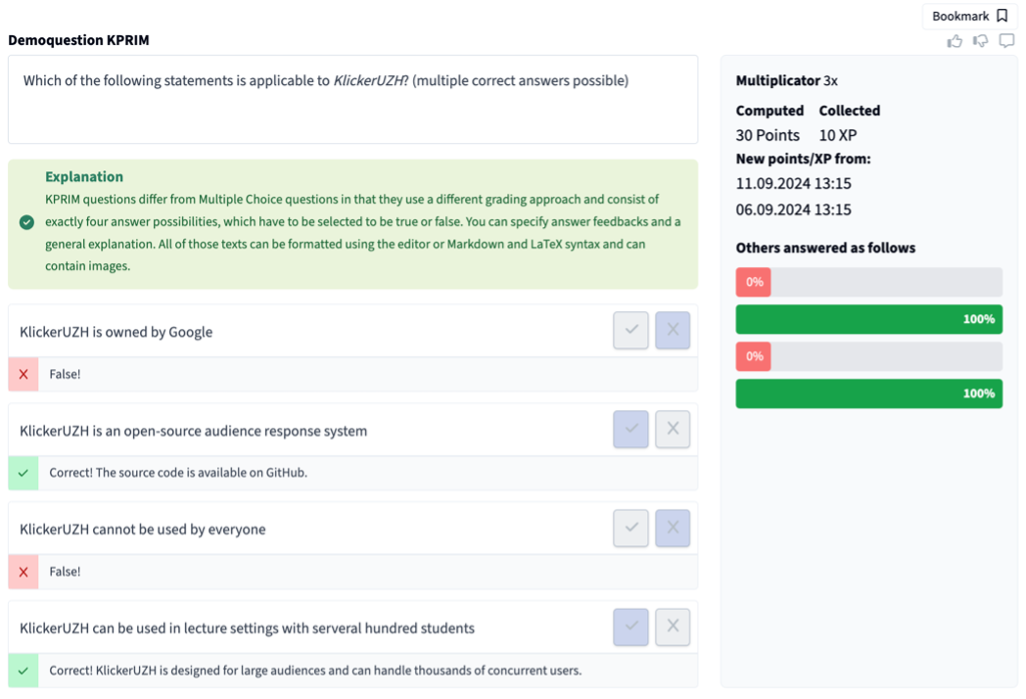 Bookmark
Demoquestion KPRIM
Which of the following statements is applicable to KlickerUZH? (multiple correct answers possible)
Explanation
KPRIM questions differ from Multiple Choice questions in that they use a different grading approach and consist of
exactly four answer possibilities, which have to be selected to be true or false. You can specify answer feedbacks and a
general explanation. All of those texts can be formatted using the editor or Markdown and LaTeX syntax and can
contain images.
KlickerUZH is owned by Google
False!
KlickerUZH is an open-source audience response system
Correct! The source code is available on GitHub.
KlickerUZH cannot be used by everyone
False!
KlickerUZH can be used in lecture settings with serveral hundred students
Correct! KlickerUZH is designed for large audiences and can handle thousands of concurrent users.
Multiplicator 3x
Computed Collected
30 Points 10 XP
New points/XP from:
11.09.2024 13:15
06.09.2024 13:15
Others answered as follows
0%
100%
0%
100%